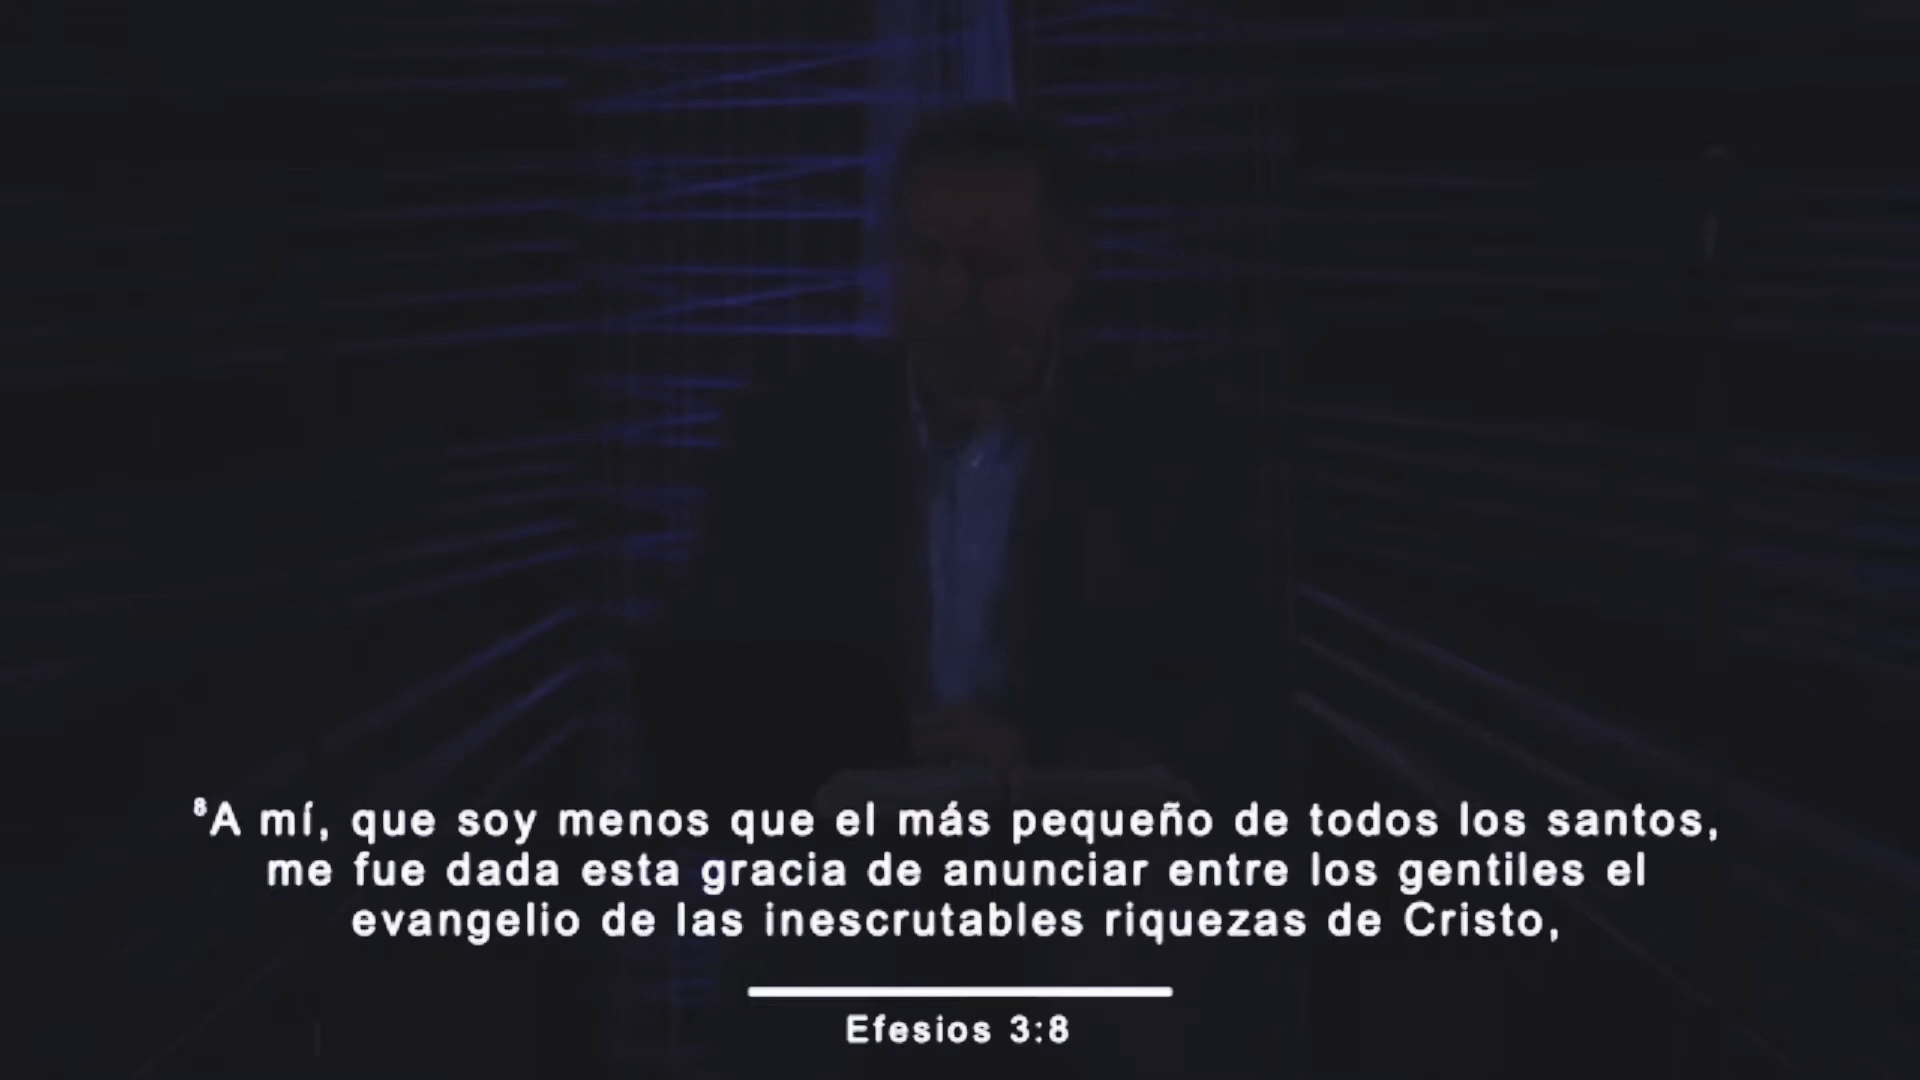 ⁸A mí, que soy menos que el más pequeño de todos los santos,
me fue dada esta gracia de anunciar entre los gentiles el
evangelio de las inescrutables riquezas de Cristo,
Efesios 3:8